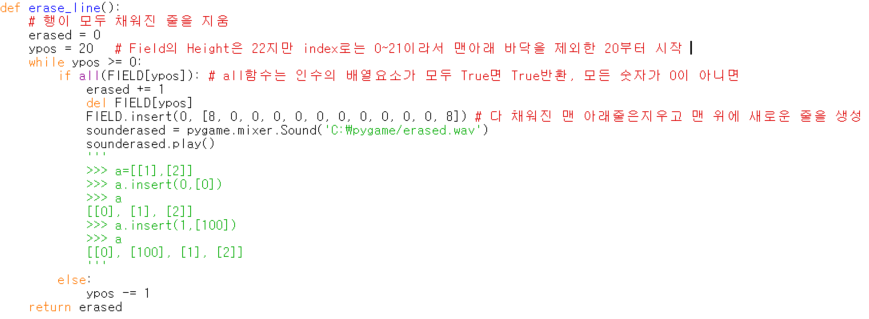 def erase_line():
    # 행이 모두 채워진 줄을 지움
    erased = 0
    ypos = 20   # Field의 Height은 22지만 index로는 0~21이라서 맨아래 바닥을 제외한 20부터 시작
    while ypos >= 0:
        if all(FIELD[ypos]): # all함수는 인수의 배열요소가 모두 True면 True반환, 모든 숫자가 0이 아니면
            erased += 1
            del FIELD[ypos]
            FIELD.insert(0, [8, 0, 0, 0, 0, 0, 0, 0, 0, 0, 0, 8]) # 다 채워진 맨 아래줄은지우고 맨 위에 새로운 줄을 생성
            sounderased = pygame.mixer.Sound('C:\pygame/erased.wav')
            sounderased.play()
            '''
            >>> a=[[1],[2]]
            >>> a.insert(0,[0])
            >>> a
            [[0], [1], [2]]
            >>> a.insert(1,[100])
            >>> a
            [[0], [100], [1], [2]]
            '''
        else:
            ypos -= 1
    return erased